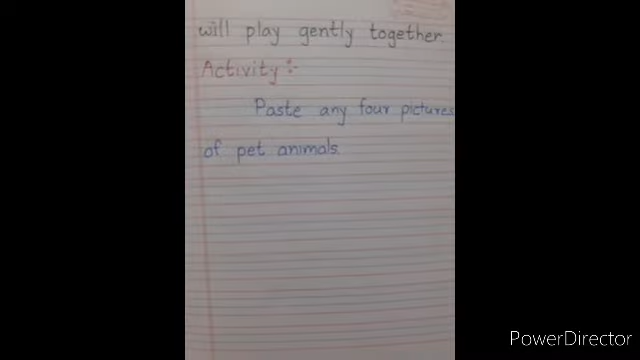 will play gently together.
Activity :-
Paste any four pictures
of pet animals.
PowerDirector